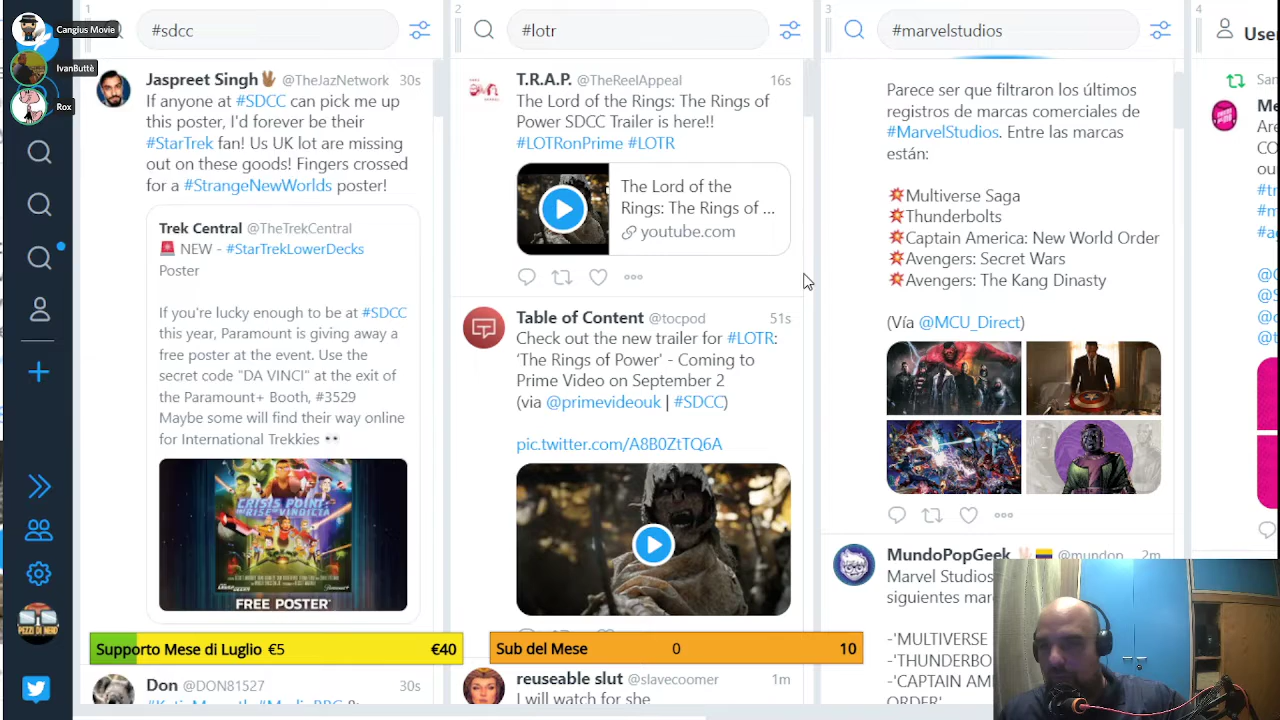 1
#sdcc
2
#lotr
3
#marvelstudios
4
User
Cangius Movie
IvanButtè
Rox
Jaspreet Singh🖖🏾 @TheJazNetwork 30s
If anyone at #SDCC can pick me up
this poster, I'd forever be their
#StarTrek fan! Us UK lot are missing
out on these goods! Fingers crossed
for a #StrangeNewWorlds poster!
Trek Central @TheTrekCentral
🚨 NEW - #StarTrekLowerDecks
Poster
If you're lucky enough to be at #SDCC
this year, Paramount is giving away a
free poster at the event. Use the
secret code "DA VINCI" at the exit of
the Paramount+ Booth, #3529
Maybe some will find their way online
for International Trekkies 👀
CRISIS POINT
FREE POSTER*
Don @DON81527 30s
T.R.A.P. @TheReelAppeal 16s
The Lord of the Rings: The Rings of
Power SDCC Trailer is here!!
#LOTRonPrime #LOTR
The Lord of the
Rings: The Rings of ...
youtube.com
Table of Content @tocpod 51s
Check out the new trailer for #LOTR:
‘The Rings of Power' - Coming to
Prime Video on September 2
(via @primevideouk | #SDCC)
pic.twitter.com/A8B0ZtTQ6A
reuseable slut @slavecoomer 1m
I will watch for she
Parece ser que filtraron los últimos
registros de marcas comerciales de
#MarvelStudios. Entre las marcas
están:
💥Multiverse Saga
💥Thunderbolts
💥Captain America: New World Order
💥Avengers: Secret Wars
💥Avengers: The Kang Dinasty
(Vía @MCU_Direct)
MundoPopGeek @mundop 2m
Marvel Studios
siguientes mar
-'MULTIVERSE
-'THUNDERBO
-'CAPTAIN AM
ORDER'
Supporto Mese di Luglio €5 €40
Sub del Mese 0 10
PEZZI DI NERD